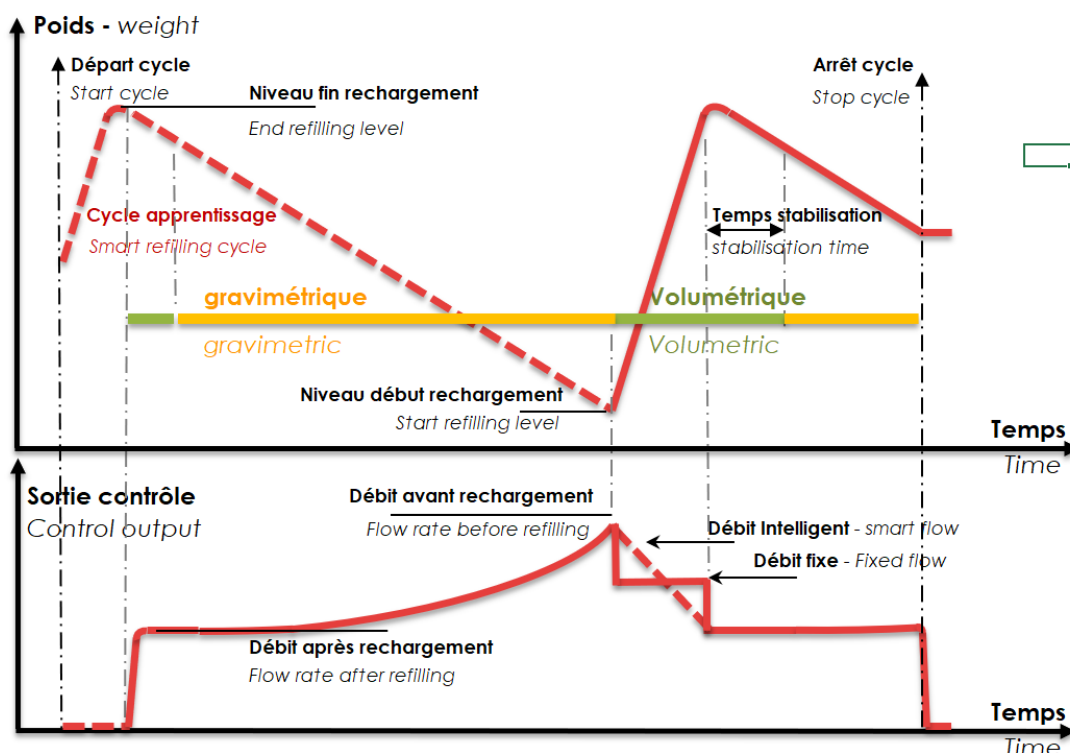 Poids - weight
Départ cycle
Start cycle
Arrêt cycle
Stop cycle
Niveau fin rechargement
End refilling level
Cycle apprentissage
Smart refilling cycle
Temps stabilisation
stabilisation time
gravimétrique
gravimetric
Volumétrique
Volumetric
Niveau début rechargement
Start refilling level
Temps
Time
Sortie contrôle
Control output
Débit avant rechargement
Flow rate before refilling
Débit Intelligent - smart flow
Débit fixe - Fixed flow
Débit après rechargement
Flow rate after refilling
Temps
Time